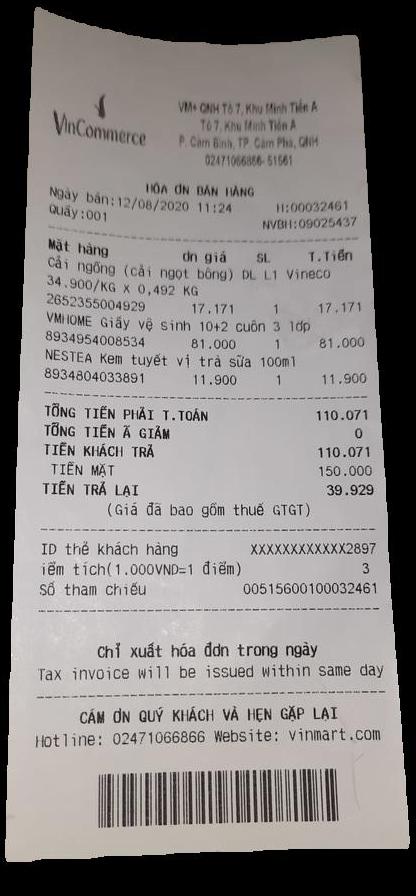 VinCommerce
VM+ QNH Tổ 7, Khu Minh Tiến A
Tổ 7, Khu Minh Tiến A
P. Cẩm Bình, TP. Cẩm Phả, QNH
02471066866-51561
HÓA ƠN BÁN HÀNG
Ngày bán:12/08/2020 11:24 H:00032461
Quầy:001 NVBH:09025437
Mặt hàng ơn giá SL T.Tiền
Cải ngồng (cải ngọt bông) DL L1 Vineco
34.900/KG X 0,492 KG
2652355004929 17.171 1 17.171
VMHOME Giấy vệ sinh 10+2 cuôn 3 lớp
8934954008534 81.000 1 81.000
NESTEA Kem tuyết vị trà sữa 100ml
8934804033891 11.900 1 11.900
TỔNG TIỀN PHẢI T.TOÁN 110.071
TỔNG TIỀN Ã GIẢM 0
TIỀN KHÁCH TRẢ 110.071
TIỀN MẶT 150.000
TIỀN TRẢ LẠI 39.929
(Giá đã bao gồm thuế GTGT)
ID thẻ khách hàng XXXXXXXXXXXX2897
iểm tích(1.000VND=1 điểm) 3
Số tham chiếu 00515600100032461
Chỉ xuất hóa đơn trong ngày
Tax invoice will be issued within same day
CẢM ƠN QUÝ KHÁCH VÀ HẸN GẶP LẠI
Hotline: 02471066866 Website: vinmart.com